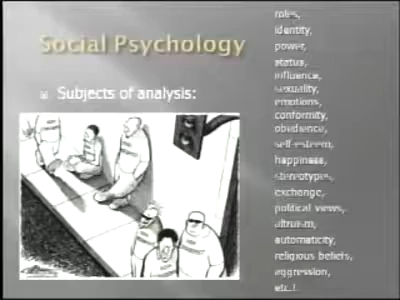 Social Psychology
Subjects of analysis:
roles,
identity,
power,
status,
influence,
sexuality,
emotions,
conformity,
obedience,
self-esteem,
happiness,
stereotypes,
exchange,
political views,
altruism,
automaticity,
religious beliefs,
aggression,
etc.!